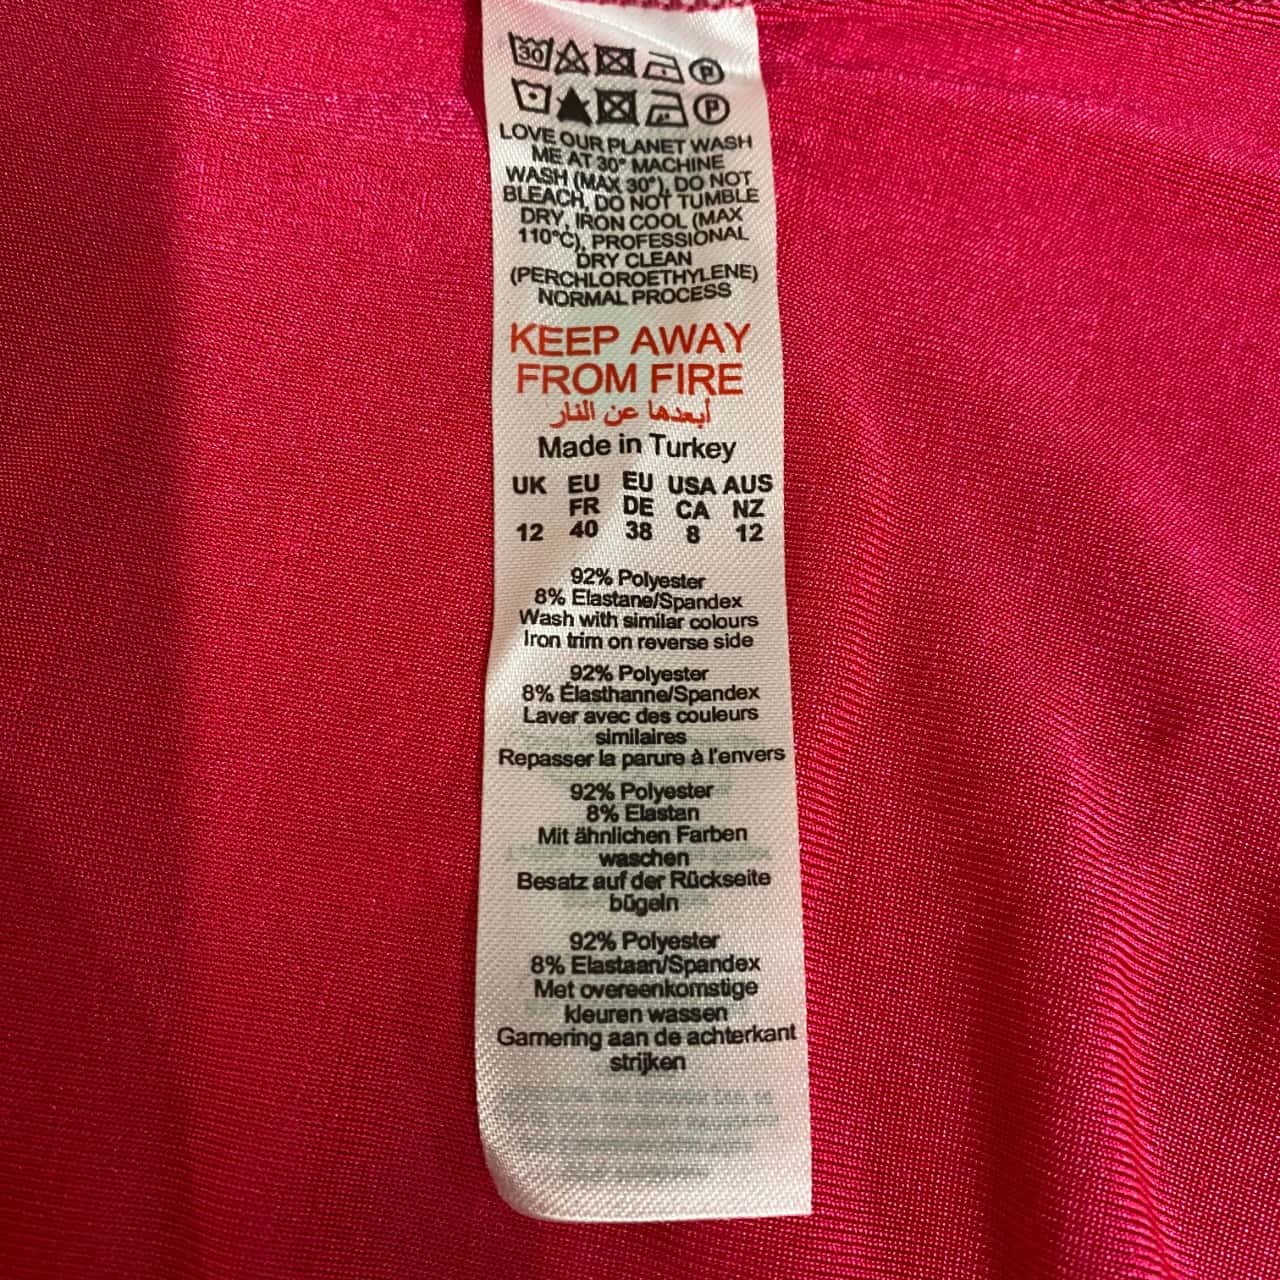 30 P
P
LOVE OUR PLANET WASH
ME AT 30° MACHINE
WASH (MAX 30°), DO NOT
BLEACH, DO NOT TUMBLE
DRY, IRON COOL (MAX
110°C), PROFESSIONAL
DRY CLEAN
(PERCHLOROETHYLENE)
NORMAL PROCESS
KEEP AWAY
FROM FIRE
أبعدها عن النار
Made in Turkey
UK EU EU USA AUS
FR DE CA NZ
12 40 38 8 12
92% Polyester
8% Elastane/Spandex
Wash with similar colours
Iron trim on reverse side
92% Polyester
8% Élasthanne/Spandex
Laver avec des couleurs
similaires
Repasser la parure à l'envers
92% Polyester
8% Elastan
Mit ähnlichen Farben
waschen
Besatz auf der Rückseite
bügeln
92% Polyester
8% Elastaan/Spandex
Met overeenkomstige
kleuren wassen
Garnering aan de achterkant
strijken